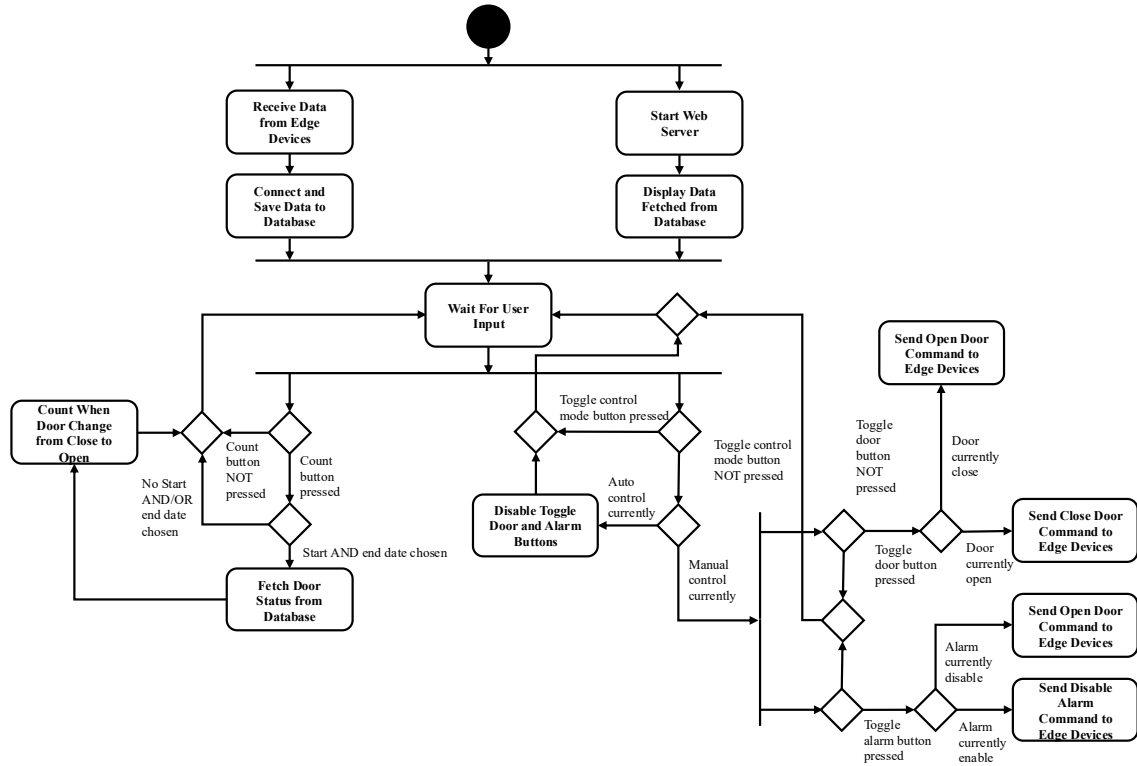 Receive Data
from Edge
Devices
Start Web
Server
Connect and
Save Data to
Database
Display Data
Fetched from
Database
Wait For User
Input
Send Open Door
Command to
Edge Devices
Count When
Door Change
from Close to
Open
Count
button
NOT
pressed
Count
button
pressed
No Start
AND/OR
end date
chosen
Start AND end date chosen
Fetch Door
Status from
Database
Toggle control
mode button pressed
Toggle control
mode button
NOT pressed
Auto
control
currently
Disable Toggle
Door and Alarm
Buttons
Manual
control
currently
Toggle
door
button
NOT
pressed
Door
currently
close
Toggle
door button
pressed
Door
currently
open
Send Close Door
Command to
Edge Devices
Send Open Door
Command to
Edge Devices
Alarm
currently
disable
Send Disable
Alarm
Command to
Edge Devices
Toggle
alarm button
pressed
Alarm
currently
enable